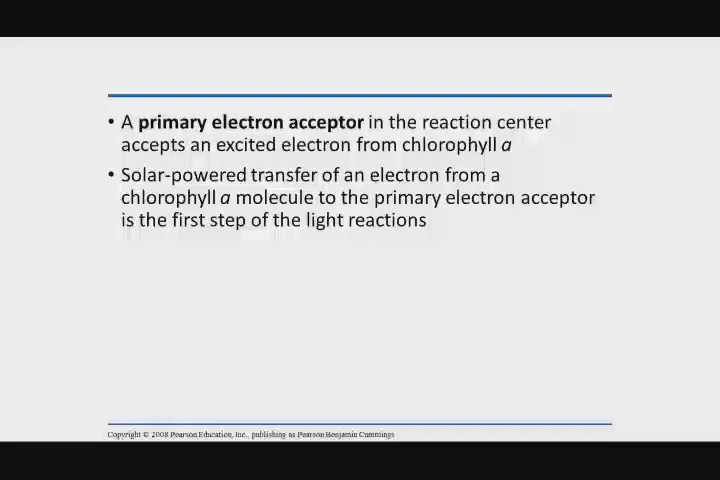 • A primary electron acceptor in the reaction center
accepts an excited electron from chlorophyll a
• Solar-powered transfer of an electron from a
chlorophyll a molecule to the primary electron acceptor
is the first step of the light reactions
Copyright © 2008 Pearson Education, Inc., publishing as Pearson Benjamin Cummings